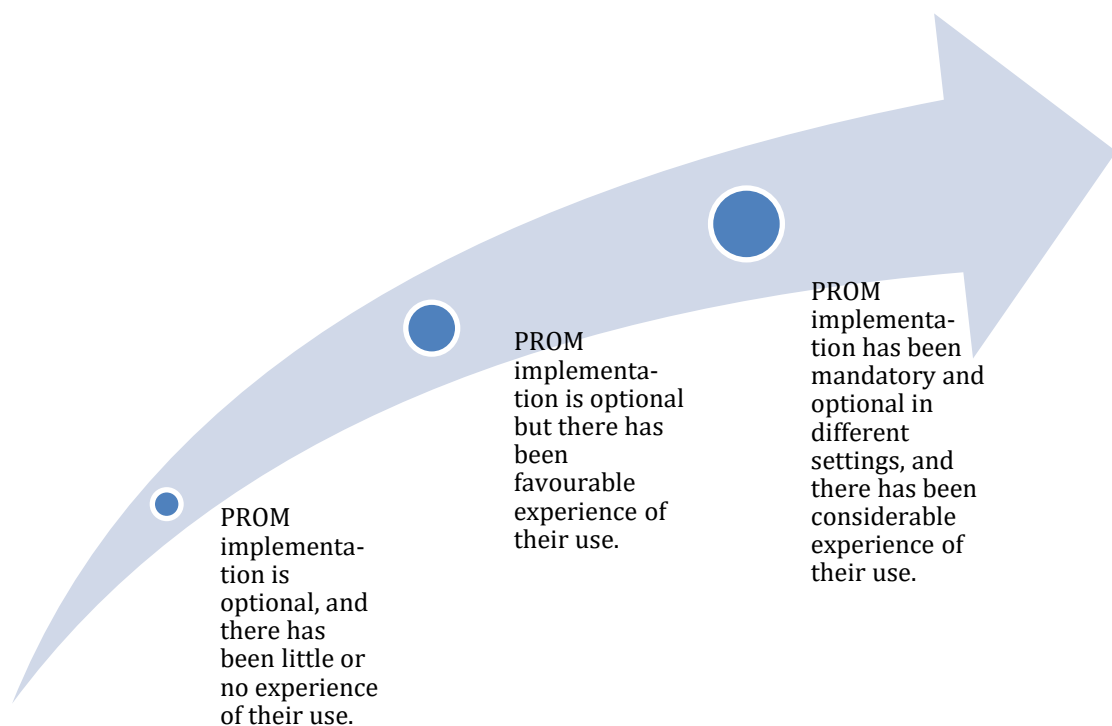 PROM
implementa-
tion is
optional, and
there has
been little or
no experience
of their use.
PROM
implementa-
tion is optional
but there has
been
favourable
experience of
their use.
PROM
implementa-
tion has been
mandatory and
optional in
different
settings, and
there has been
considerable
experience of
their use.